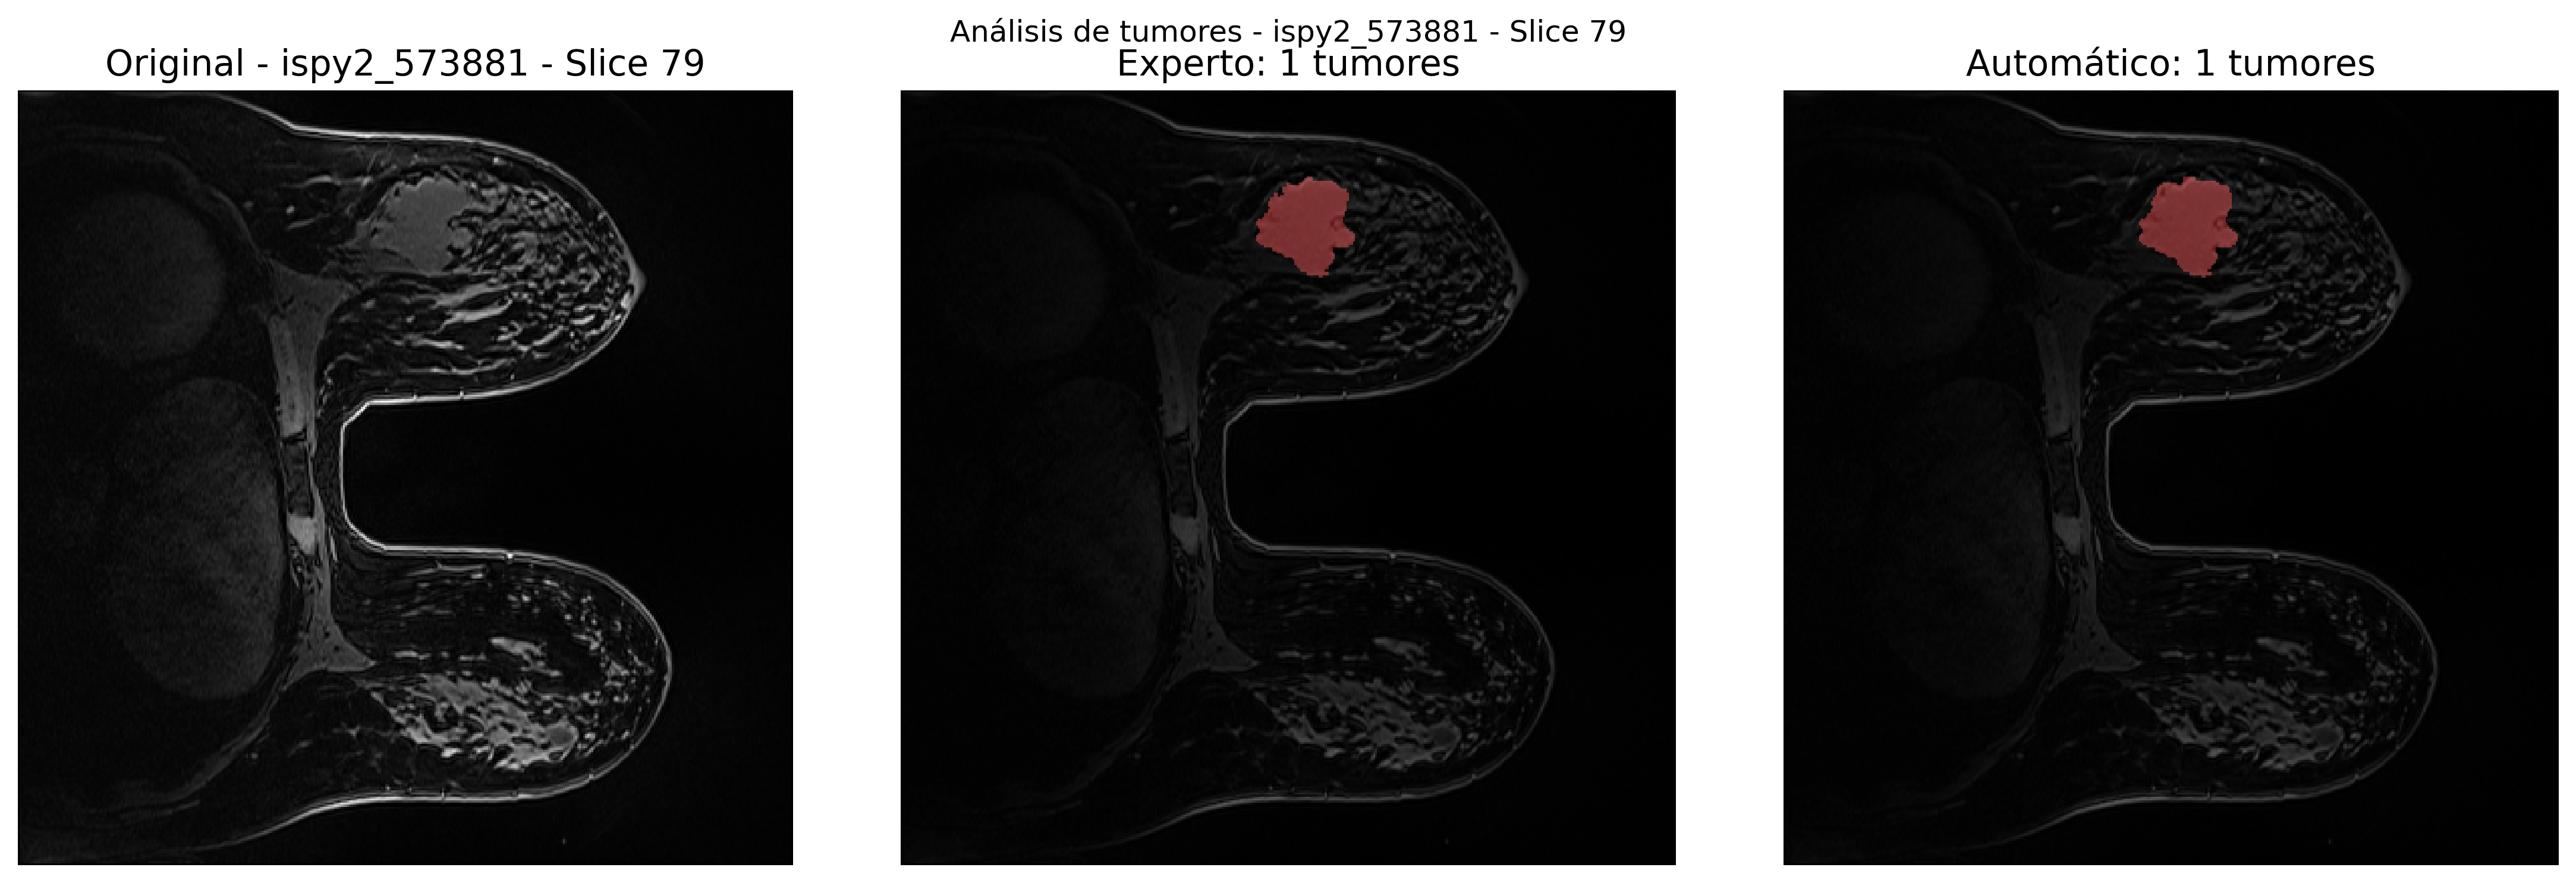 Análisis de tumores - ispy2_573881 - Slice 79
Original - ispy2_573881 - Slice 79
Experto: 1 tumores
Automático: 1 tumores